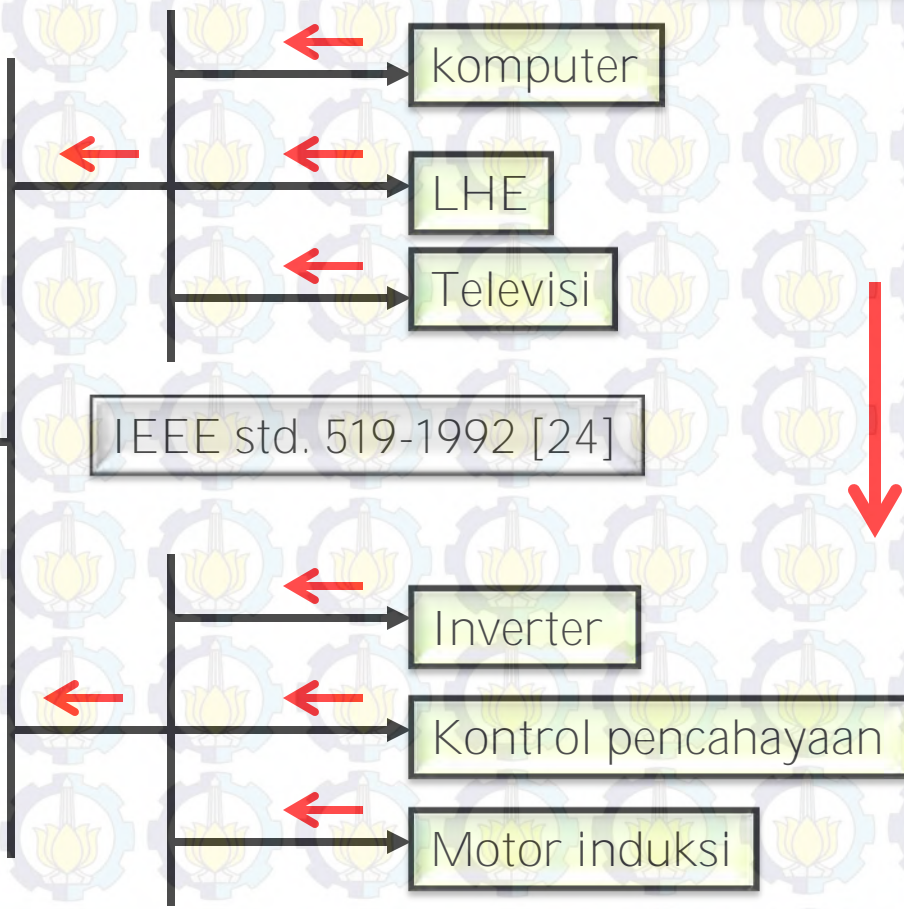 komputer
LHE
Televisi
IEEE std. 519-1992 [24]
Inverter
Kontrol pencahayaan
Motor induksi